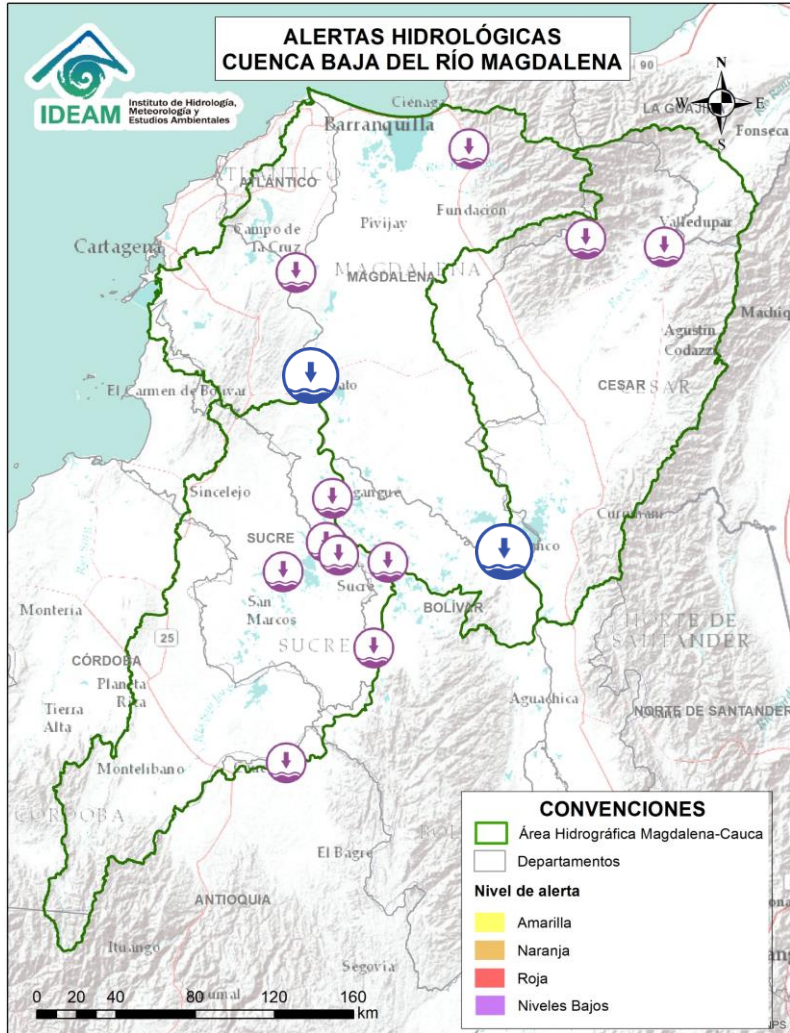 ALERTAS HIDROLÓGICAS
CUENCA BAJA DEL RÍO MAGDALENA
IDEAM
Instituto de Hidrología,
Meteorología y
Estudios Ambientales
N
W
E
S
90
LA GUAJIRA
Fonseca
Ciénaga
Barranquilla
ATLÁNTICO
ATLÁNTICO
Fundación
Pivijay
Valledupar
Campo de
la Cruz
Cartagena
MAGDALENA
MAGDALENA
Agustín
Codazzi
El Carmen de Bolívar
CESAR
CESAR
Sincelejo
Curumaní
SUCRE
Sucre
San
Marcos
BOLÍVAR
Montería
SUCRE
NORTE DE
SANTANDER
25
CÓRDOBA
Planeta
Rica
Tierra
Alta
Aguachica
NORTE DE SANTANDER
Montelibano
CÓRDOBA
El Bagre
ANTIOQUIA
Ituango
Segovia
0 20 40 80 120 160
km
CONVENCIONES
Área Hidrográfica Magdalena-Cauca
Departamentos
Nivel de alerta
Amarilla
Naranja
Roja
Niveles Bajos